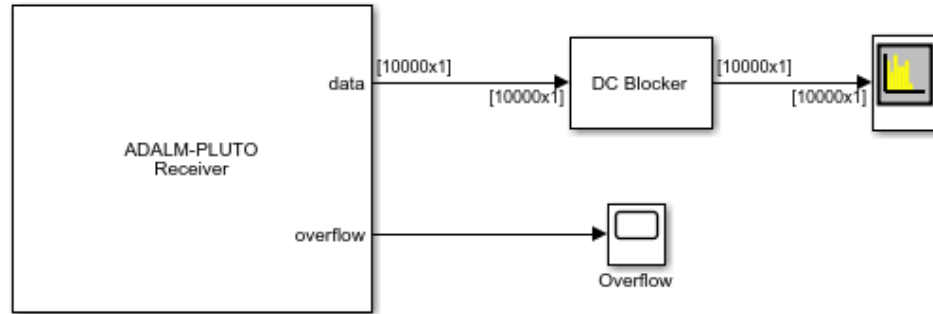 ADALM-PLUTO
Receiver
data
overflow
[10000x1]
[10000x1]
DC Blocker
[10000x1]
[10000x1]
Overflow